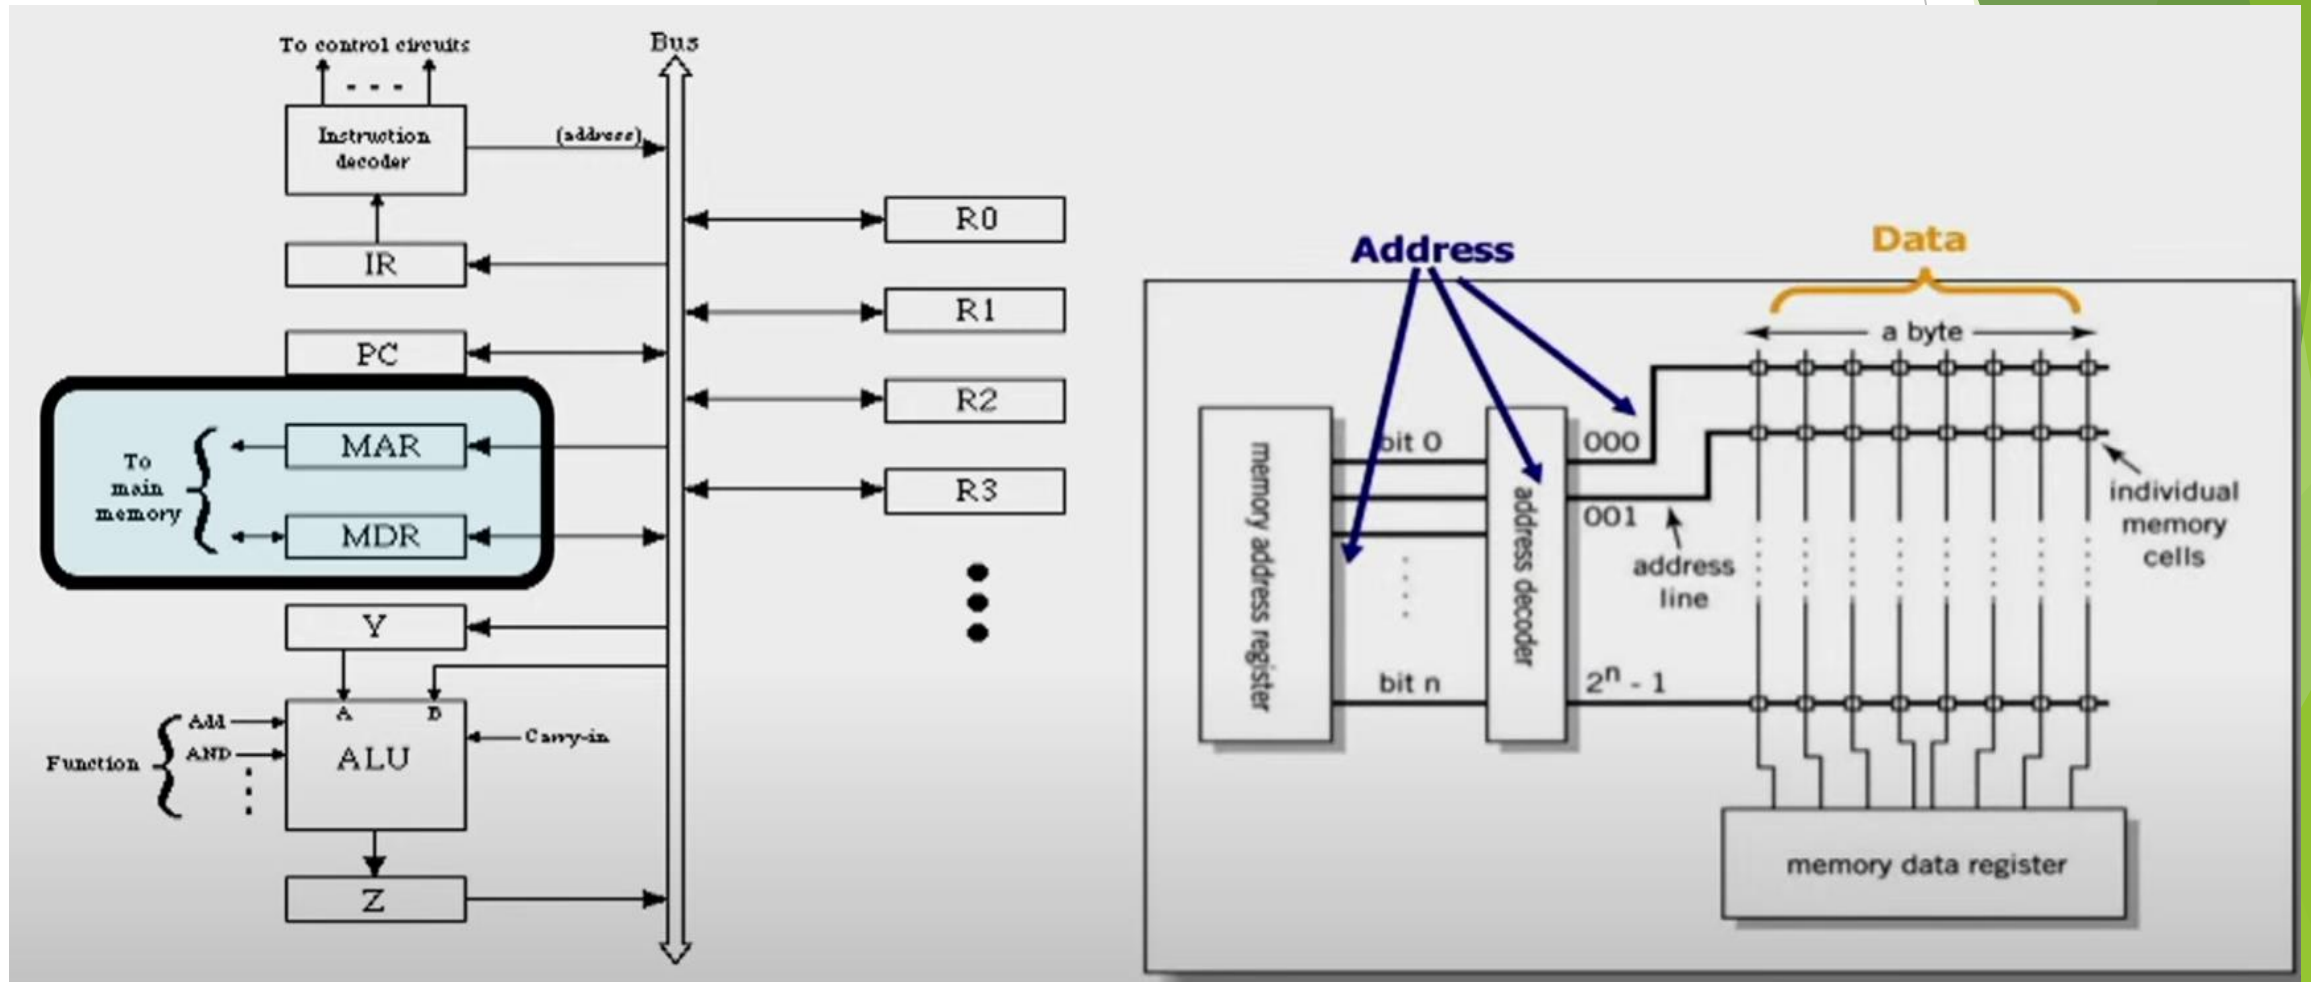 To control circuits
Bus
Instruction
decoder
(address)
IR
PC
To
main
memory
MAR
MDR
Y
A
B
ALU
Function
Add
AND
Carry-in
Z
R0
R1
R2
R3
Address
Data
a byte
memory address register
bit 0
bit n
address decoder
000
001
2ⁿ - 1
address
line
individual
memory
cells
memory data register